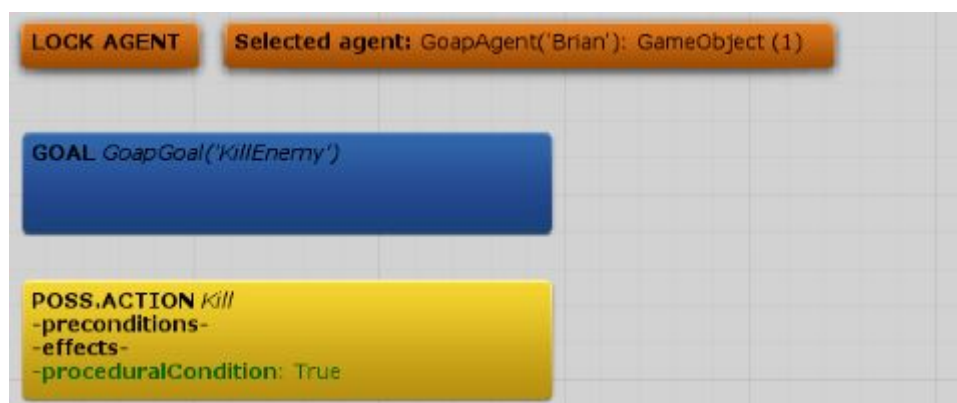 LOCK AGENT
Selected agent: GoapAgent('Brian'): GameObject (1)
GOAL GoapGoal('KillEnemy')
POSS.ACTION Kill
-preconditions-
-effects-
-proceduralCondition: True